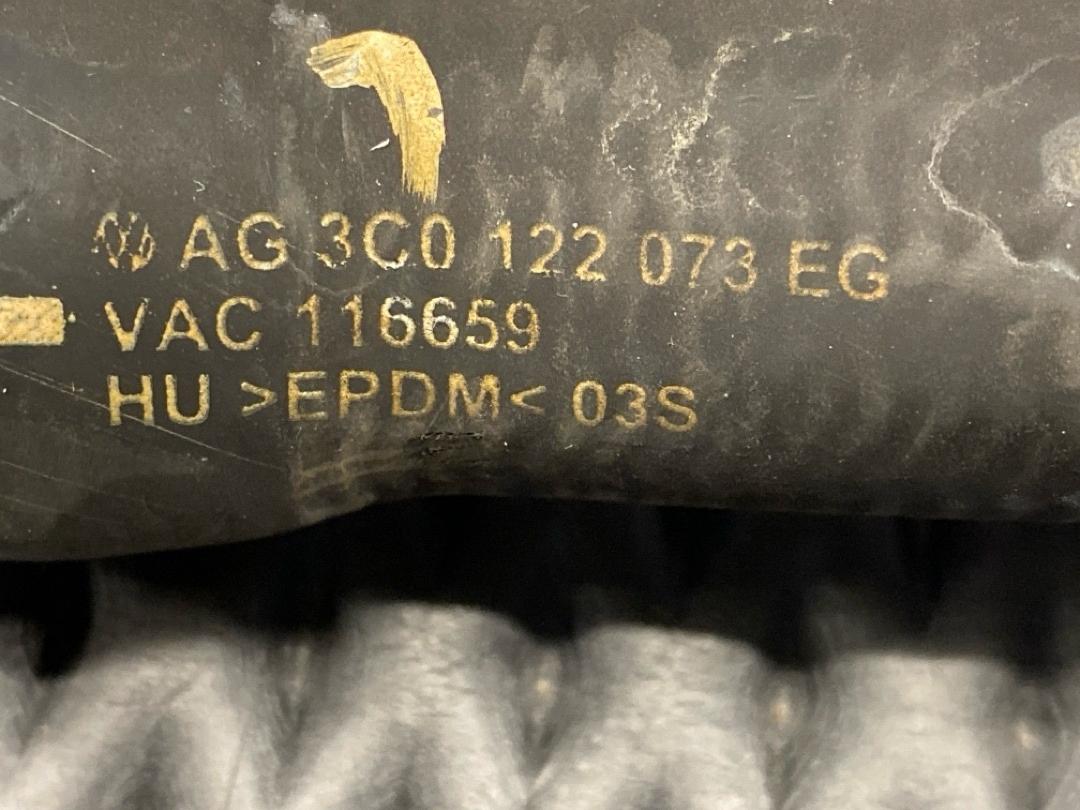 AG 3C0 122 073 EG
VAC 116659
HU >EPDM< 03S